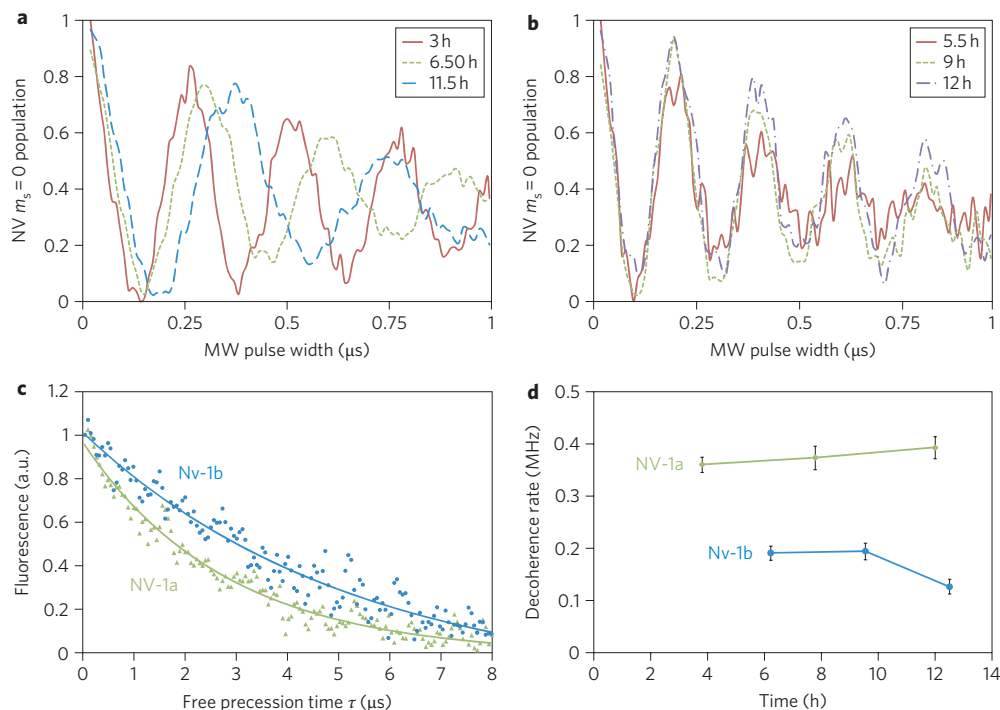 a
1
0.8
0.6
0.4
0.2
0
NV mₛ = 0 population
3 h
6.50 h
11.5 h
0
0.25
0.50
0.75
1
MW pulse width (μs)
b
1
0.8
0.6
0.4
0.2
0
NV mₛ = 0 population
5.5 h
9 h
12 h
0
0.25
0.50
0.75
1
MW pulse width (μs)
c
1.2
1
0.8
0.6
0.4
0.2
0
Fluorescence (a.u.)
Nv-1b
NV-1a
0 1 2 3 4 5 6 7 8
Free precession time τ (μs)
d
0.5
0.4
0.3
0.2
0.1
0
Decoherence rate (MHz)
NV-1a
Nv-1b
0 2 4 6 8 10 12 14
Time (h)